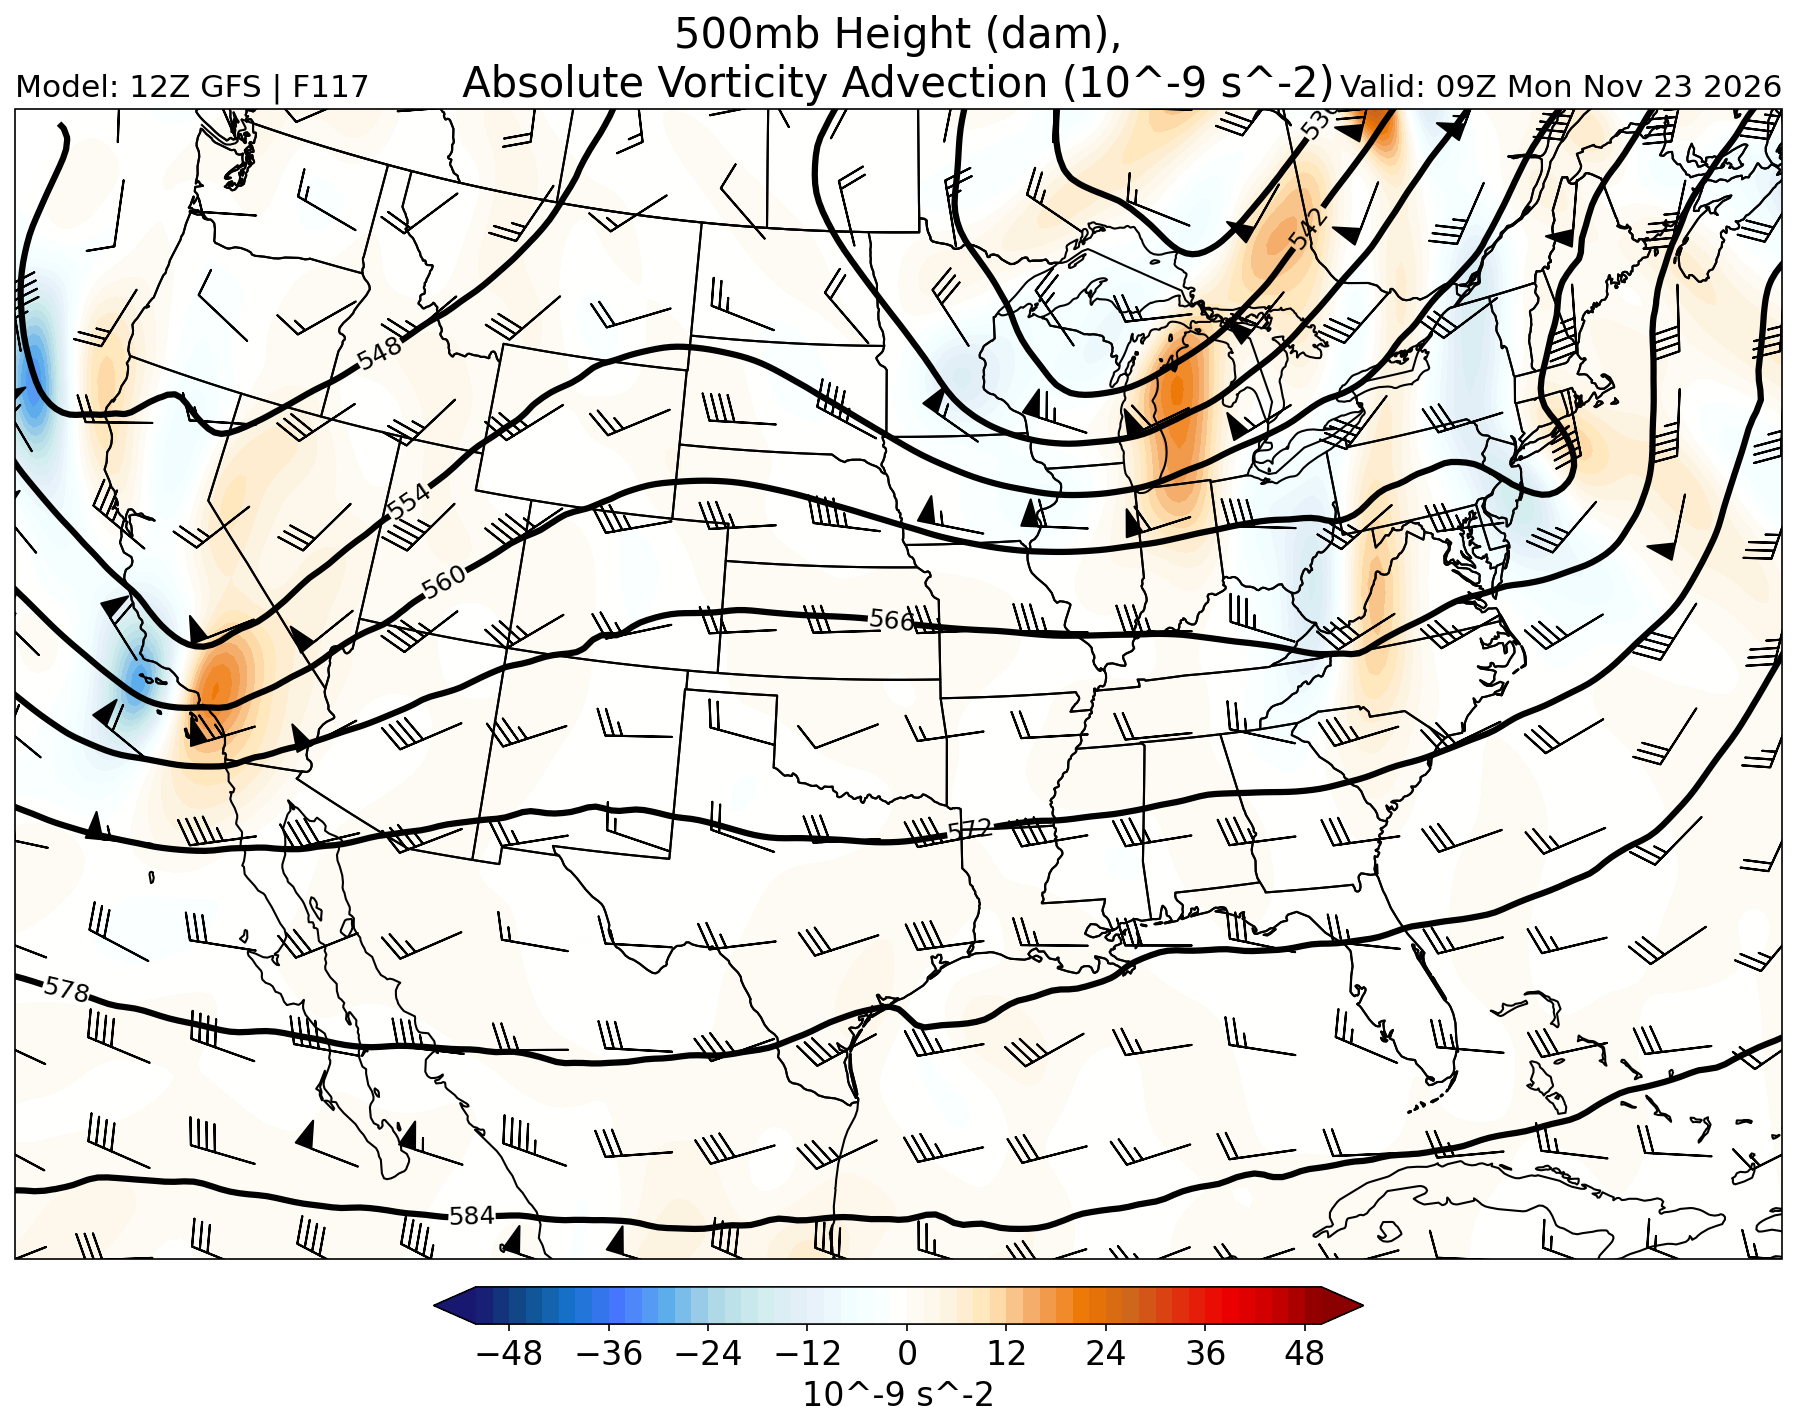 500mb Height (dam),
Model: 12Z GFS | F117
Absolute Vorticity Advection (10^-9 s^-2)
Valid: 09Z Mon Nov 23 2026
542
548
554
560
566
572
578
584
−48 −36 −24 −12 0 12 24 36 48
10^-9 s^-2